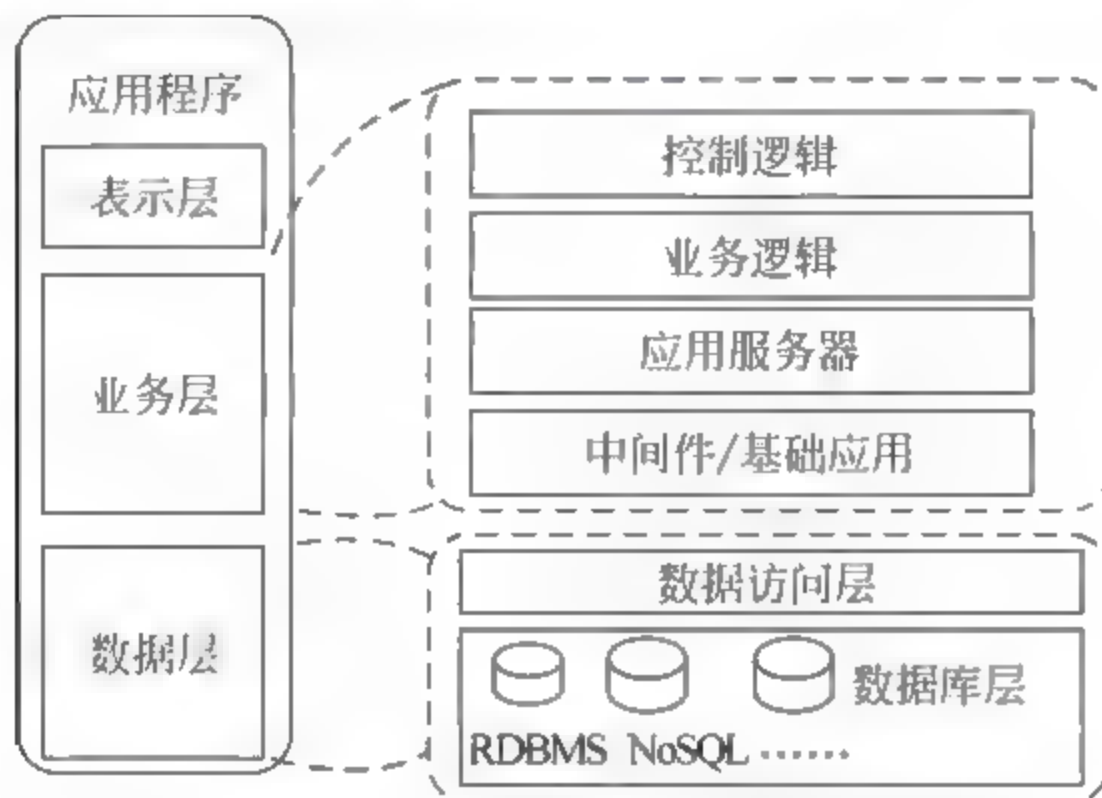 应用程序
表示层
业务层
数据层
控制逻辑
业务逻辑
应用服务器
中间件/基础应用
数据访问层
数据库层
RDBMS NoSQL ······